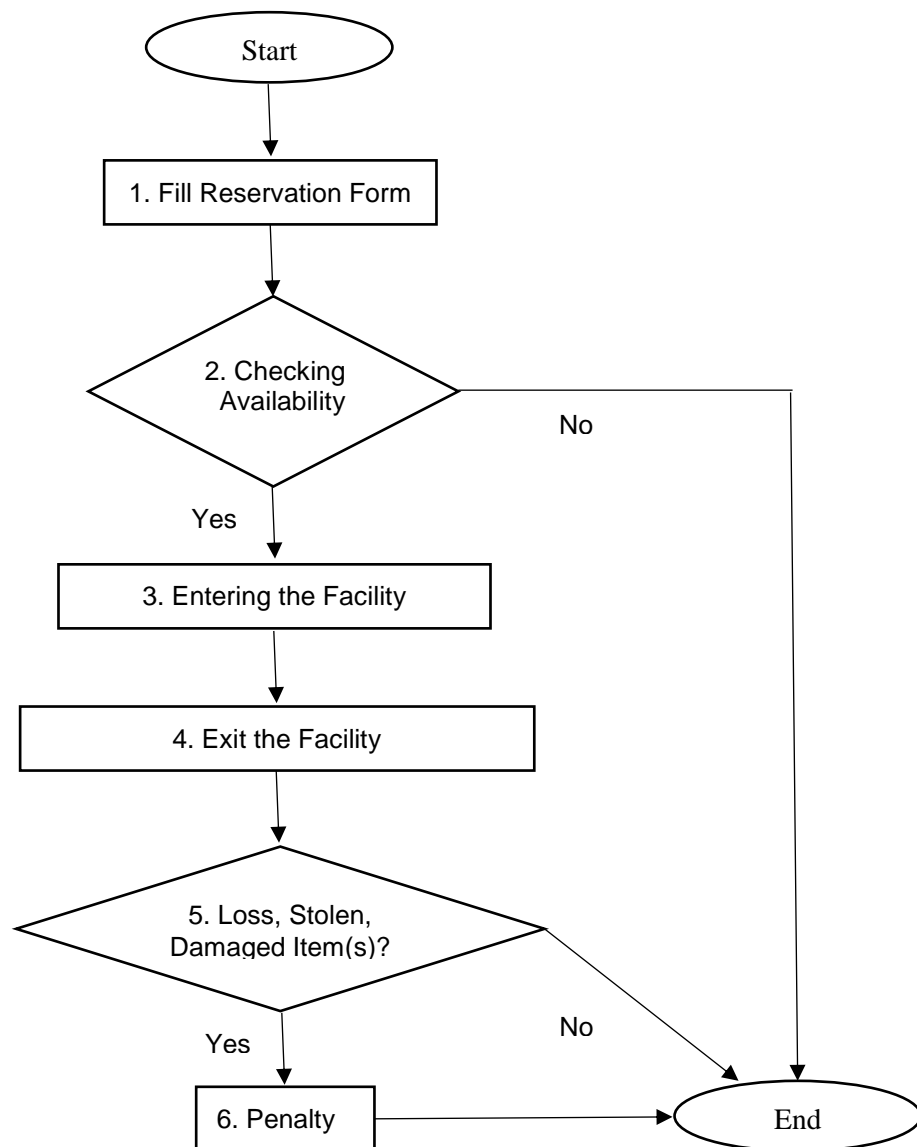 Start
1. Fill Reservation Form
2. Checking
Availability
No
Yes
3. Entering the Facility
4. Exit the Facility
5. Loss, Stolen,
Damaged Item(s)?
No
Yes
6. Penalty
End